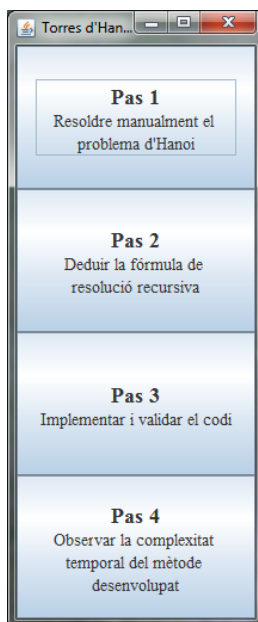 Torres d'Han...
Pas 1
Resoldre manualment el
problema d'Hanoi
Pas 2
Deduir la fórmula de
resolució recursiva
Pas 3
Implementar i validar el codi
Pas 4
Observar la complexitat
temporal del mètode
desenvolupat